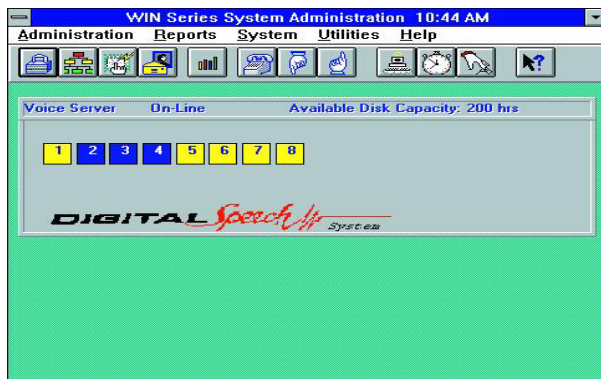 WIN Series System Administration 10:44 AM
Administration Reports System Utilities Help
?
Voice Server On-Line Available Disk Capacity: 200 hrs
1 2 3 4 5 6 7 8
DIGITAL Speech System